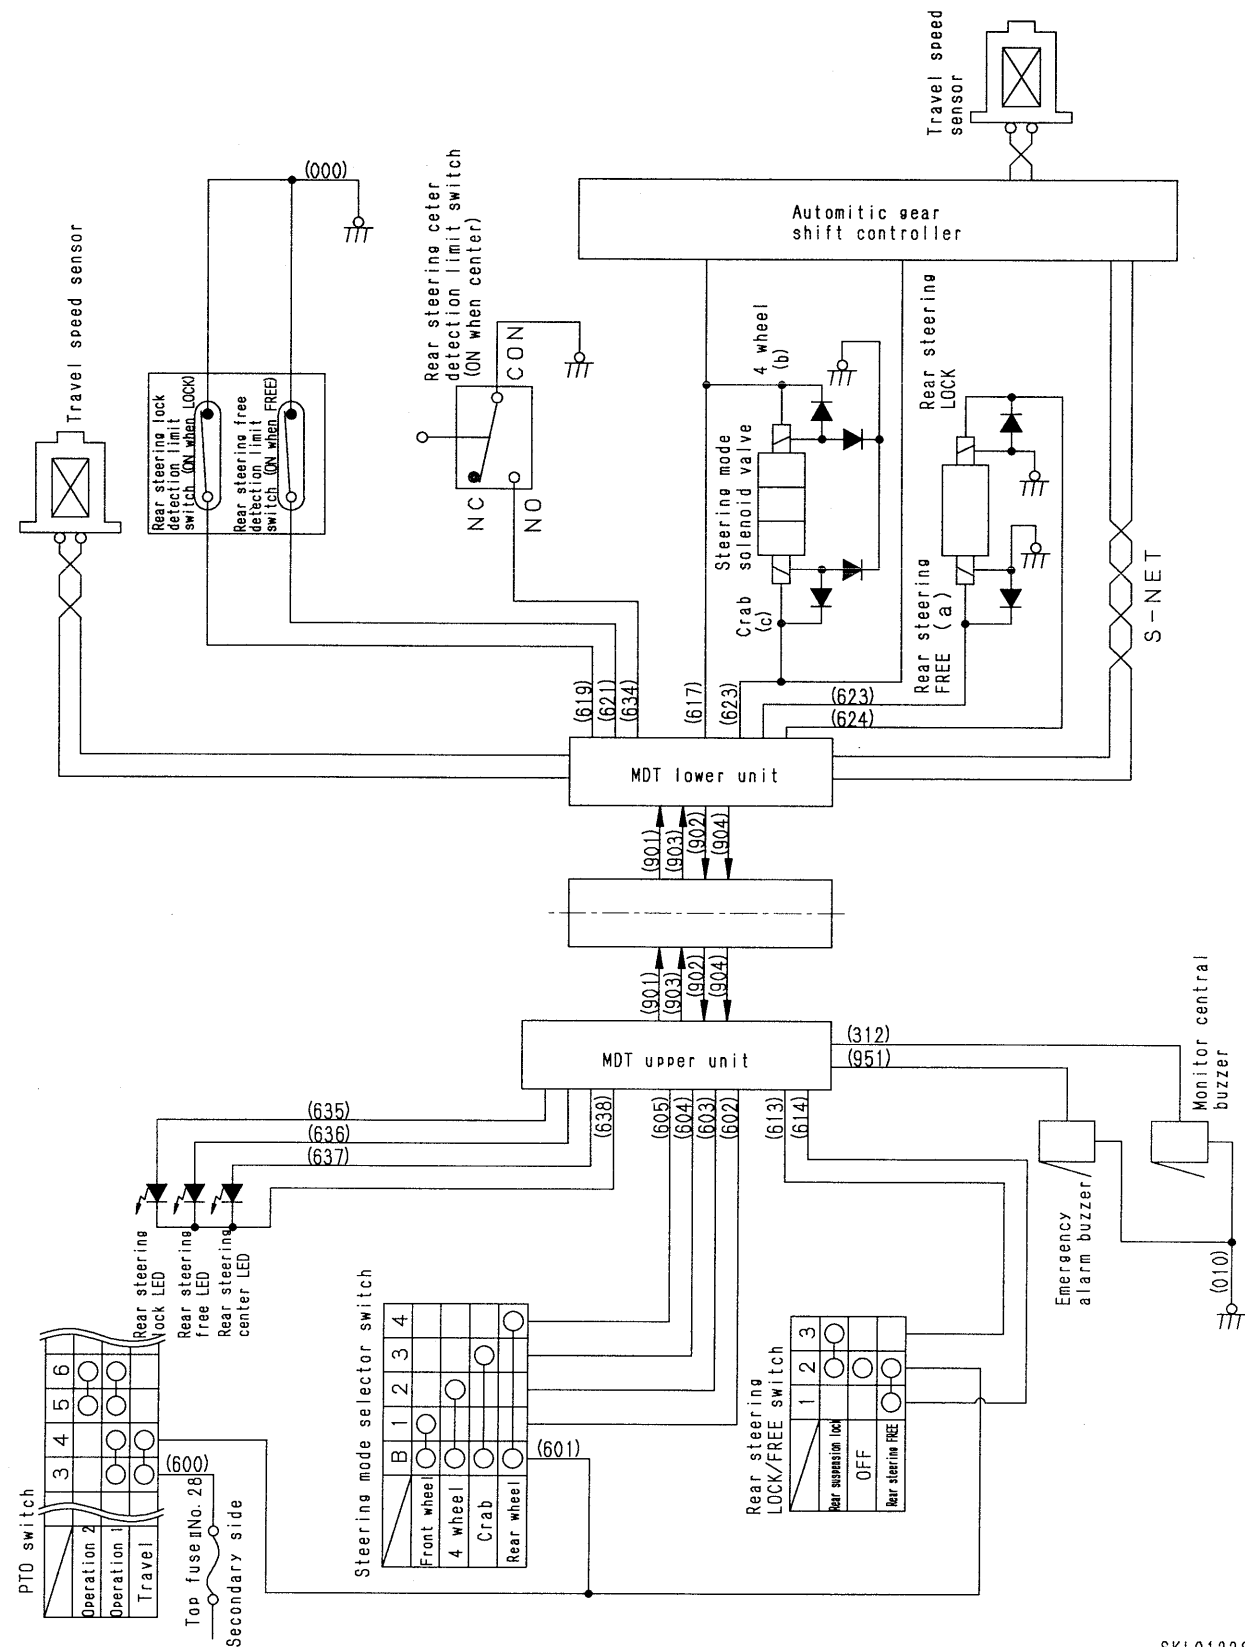 PTO switch
3
4
5
6
Operation 2
Operation 1
Travel
(600)
Top fuse No. 28
Secondary side
Rear steering
lock LED
Rear steering
free LED
Rear steering
center LED
(635)
(636)
(637)
(638)
Steering mode selector switch
B
1
2
3
4
Front wheel
4 wheel
Crab
Rear wheel
(601)
(605)
(604)
(603)
(602)
Rear steering
LOCK/FREE switch
1
2
3
Rear suspension lock
OFF
Rear steering FREE
(613)
(614)
(312)
(951)
Emergency
alarm buzzer
Monitor central
buzzer
(010)
MDT upper unit
(901)
(903)
(902)
(904)
(901)
(903)
(902)
(904)
MDT lower unit
Travel speed sensor
Rear steering lock
detection limit
switch (ON when LOCK)
Rear steering free
detection limit
switch (ON when FREE)
(000)
Rear steering ceter
detection limit switch
(ON when center)
NC
NO
CON
(619)
(621)
(634)
(617)
(623)
(623)
(624)
Steering mode
solenoid valve
Crab
(c)
4 wheel
(b)
Rear steering
FREE (a)
Rear steering
LOCK
S-NET
Automitic gear
shift controller
Travel speed
sensor